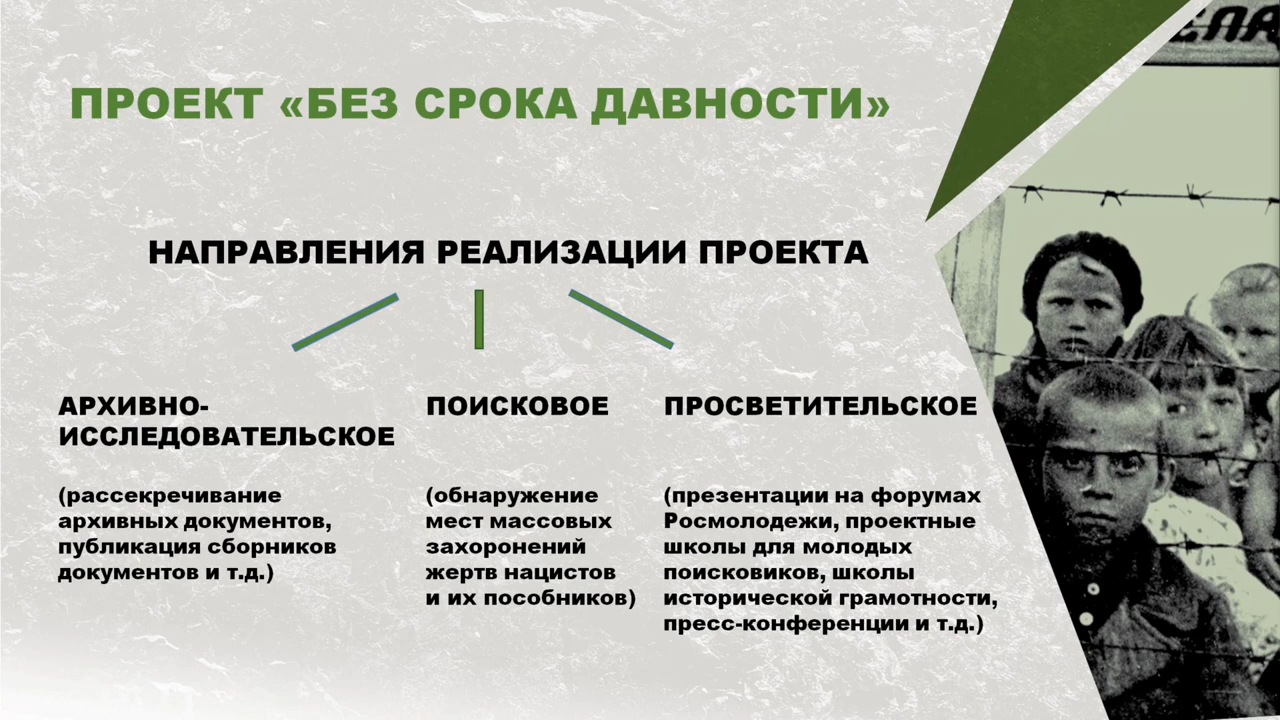 ПРОЕКТ «БЕЗ СРОКА ДАВНОСТИ»
НАПРАВЛЕНИЯ РЕАЛИЗАЦИИ ПРОЕКТА
АРХИВНО-
ИССЛЕДОВАТЕЛЬСКОЕ
(рассекречивание
архивных документов,
публикация сборников
документов и т.д.)
ПОИСКОВОЕ
(обнаружение
мест массовых
захоронений
жертв нацистов
и их пособников)
ПРОСВЕТИТЕЛЬСКОЕ
(презентации на форумах
Росмолодежи, проектные
школы для молодых
поисковиков, школы
исторической грамотности,
пресс-конференции и т.д.)